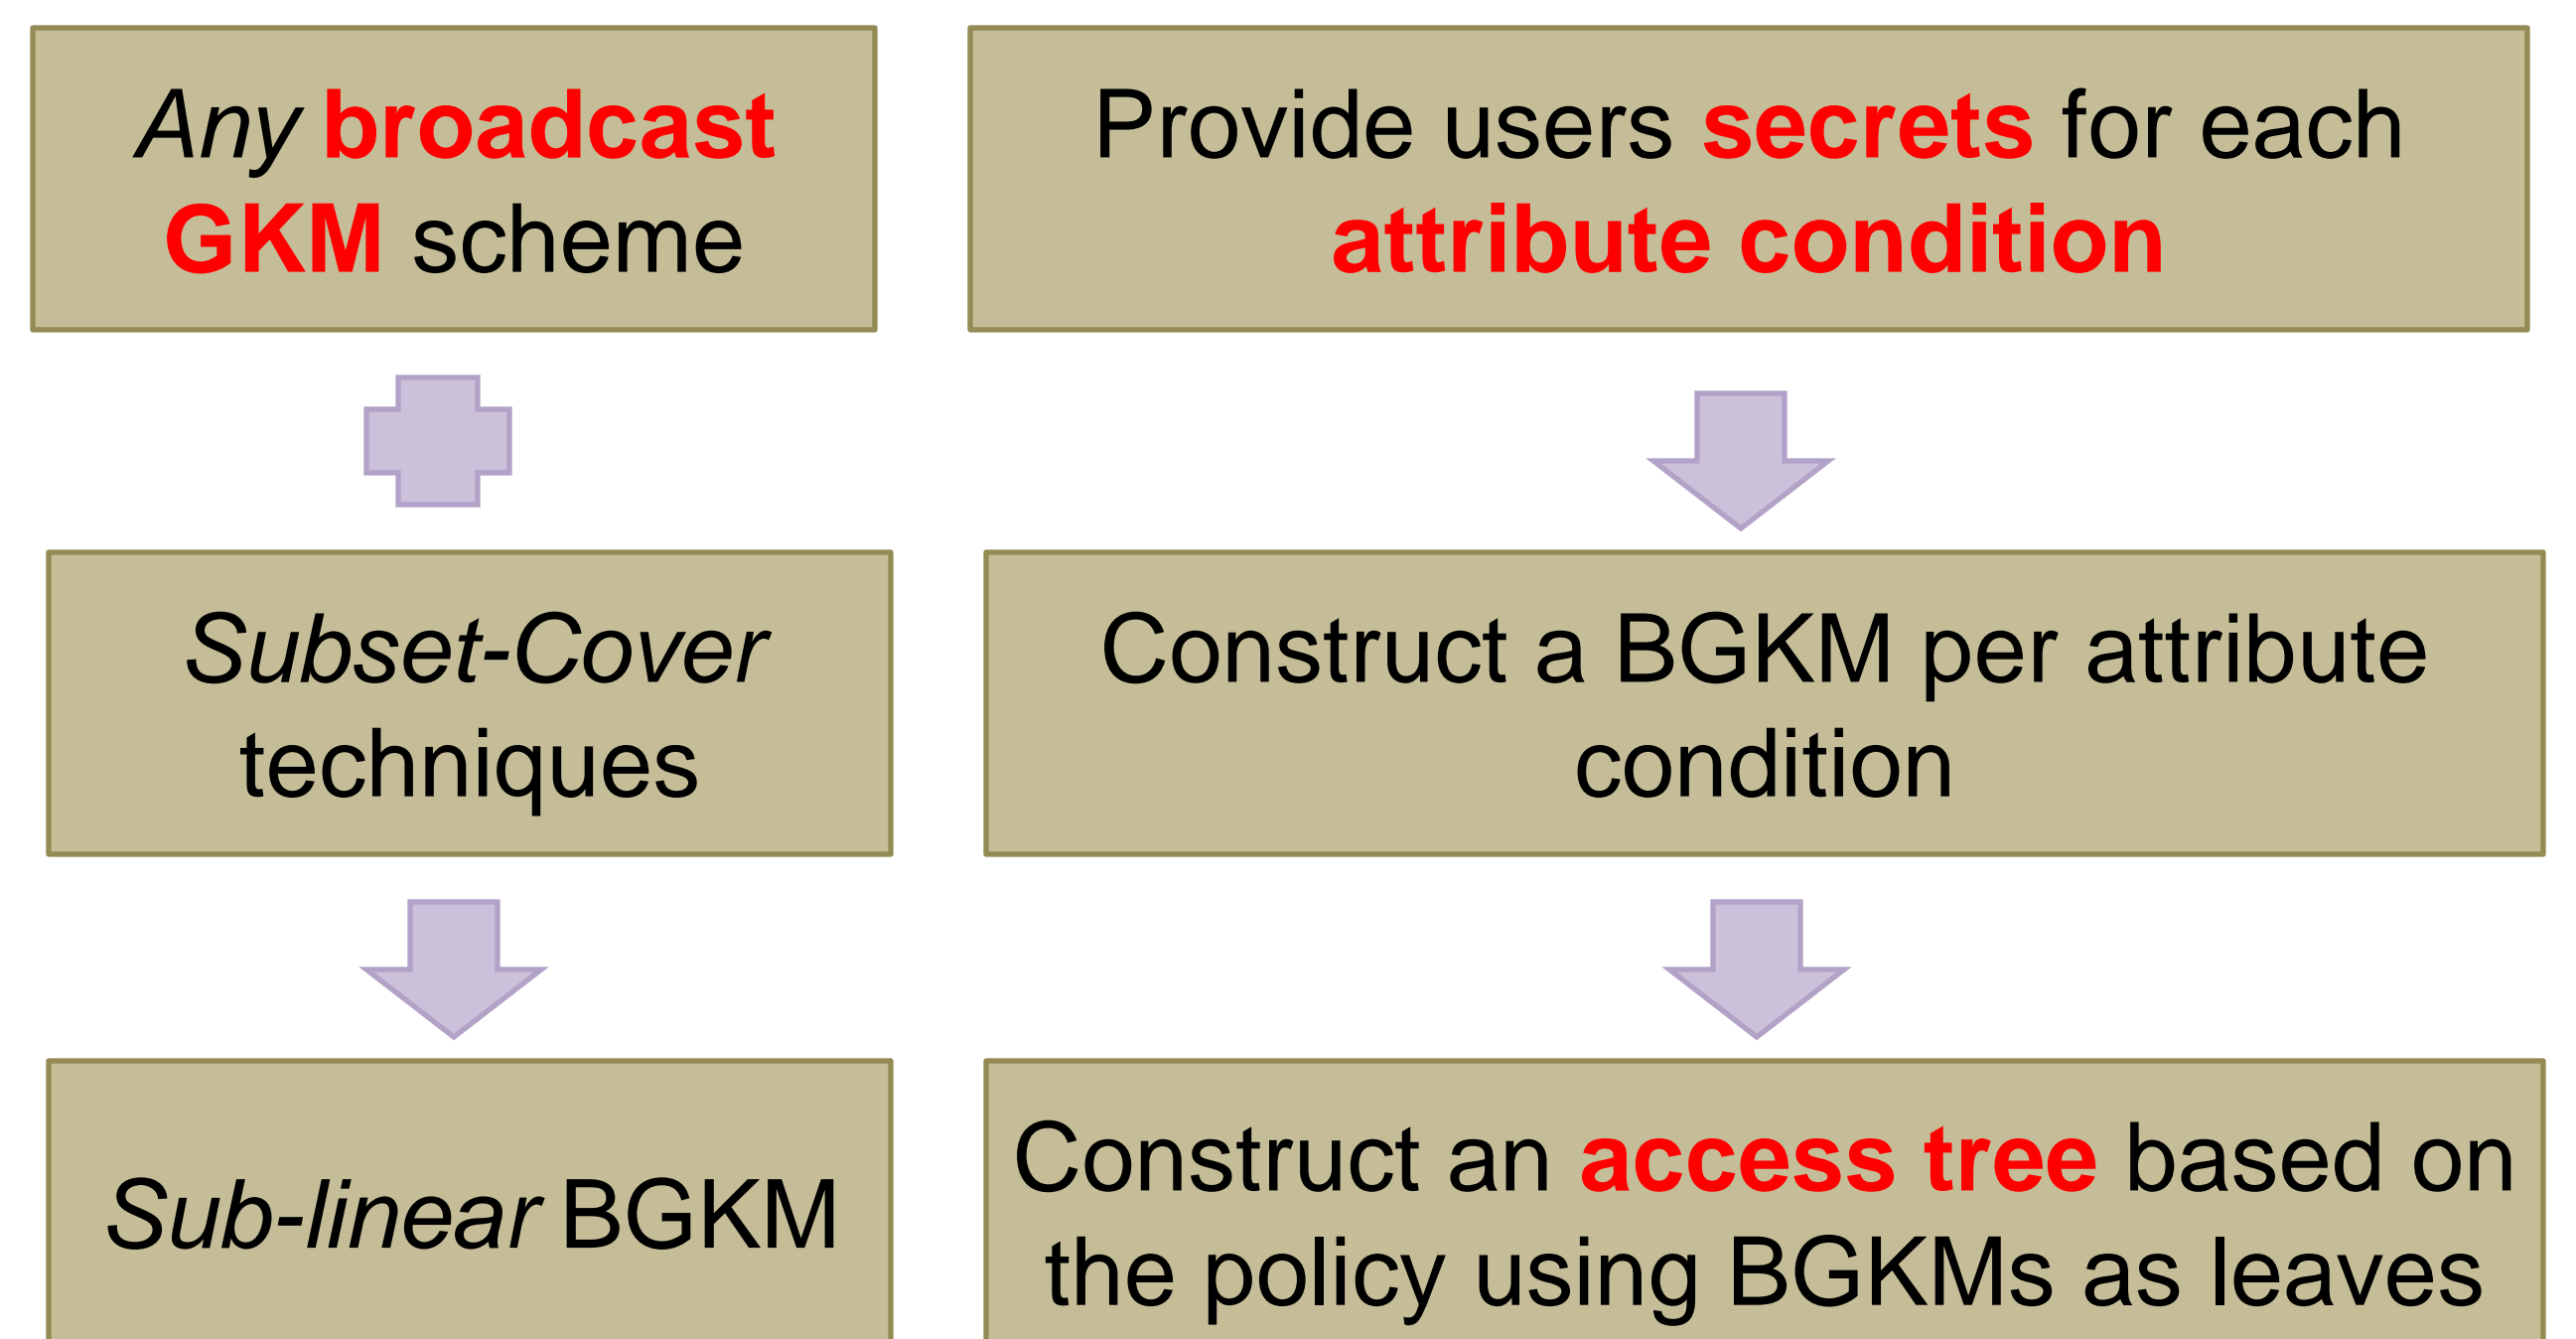 Any broadcast
GKM scheme
Subset-Cover
techniques
Sub-linear BGKM
Provide users secrets for each
attribute condition
Construct a BGKM per attribute
condition
Construct an access tree based on
the policy using BGKMs as leaves